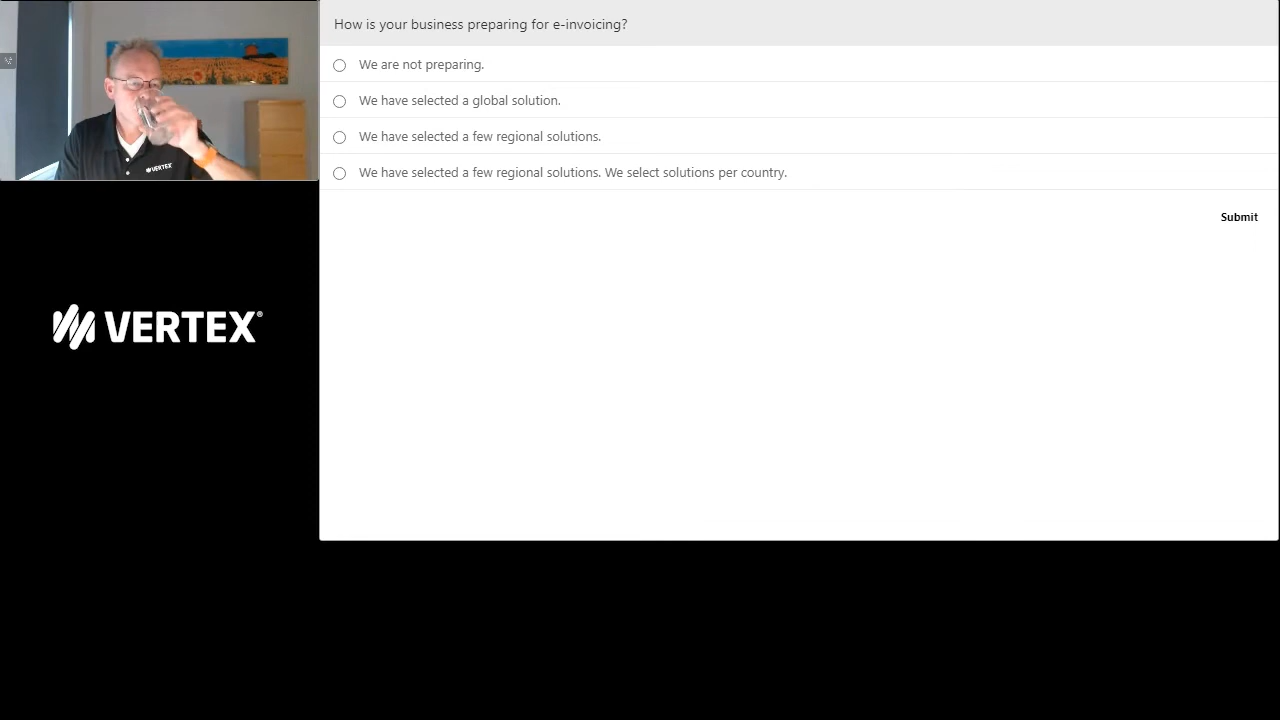 How is your business preparing for e-invoicing?
We are not preparing.
We have selected a global solution.
We have selected a few regional solutions.
We have selected a few regional solutions. We select solutions per country.
Submit
VERTEX
VERTEX®